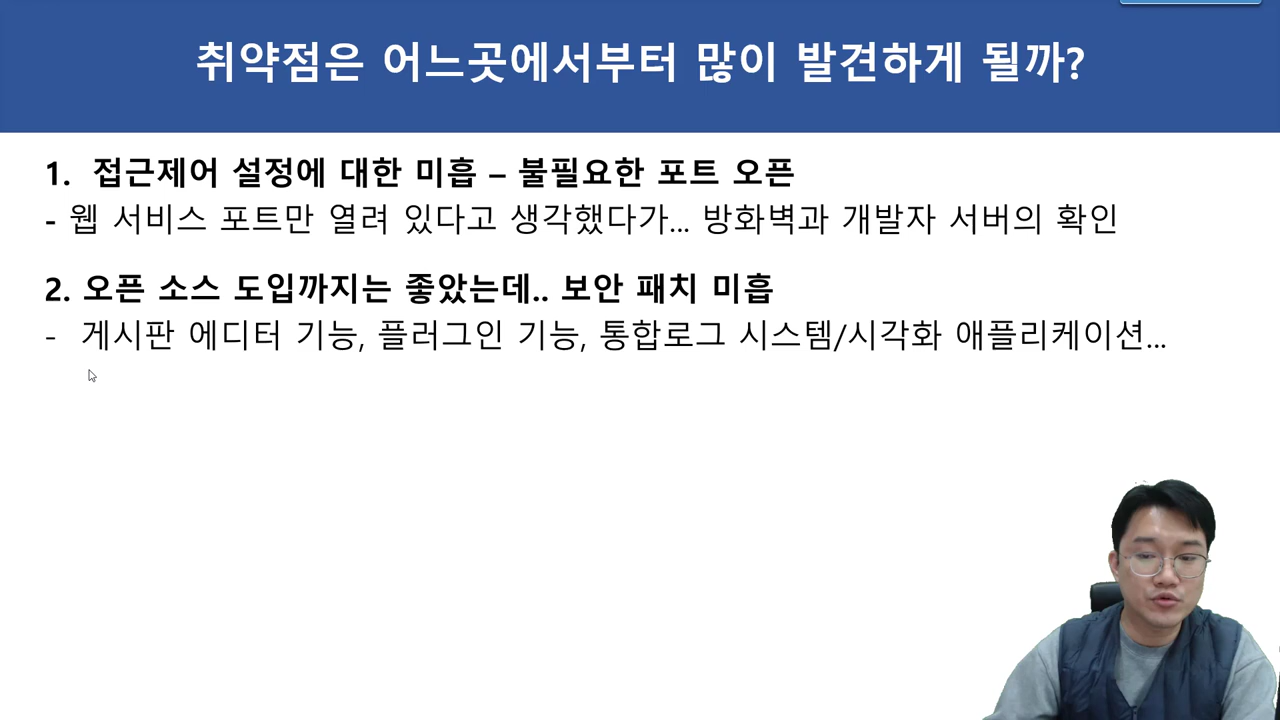 취약점은 어느곳에서부터 많이 발견하게 될까?
1. 접근제어 설정에 대한 미흡 – 불필요한 포트 오픈
- 웹 서비스 포트만 열려 있다고 생각했다가... 방화벽과 개발자 서버의 확인
2. 오픈 소스 도입까지는 좋았는데.. 보안 패치 미흡
- 게시판 에디터 기능, 플러그인 기능, 통합로그 시스템/시각화 애플리케이션...